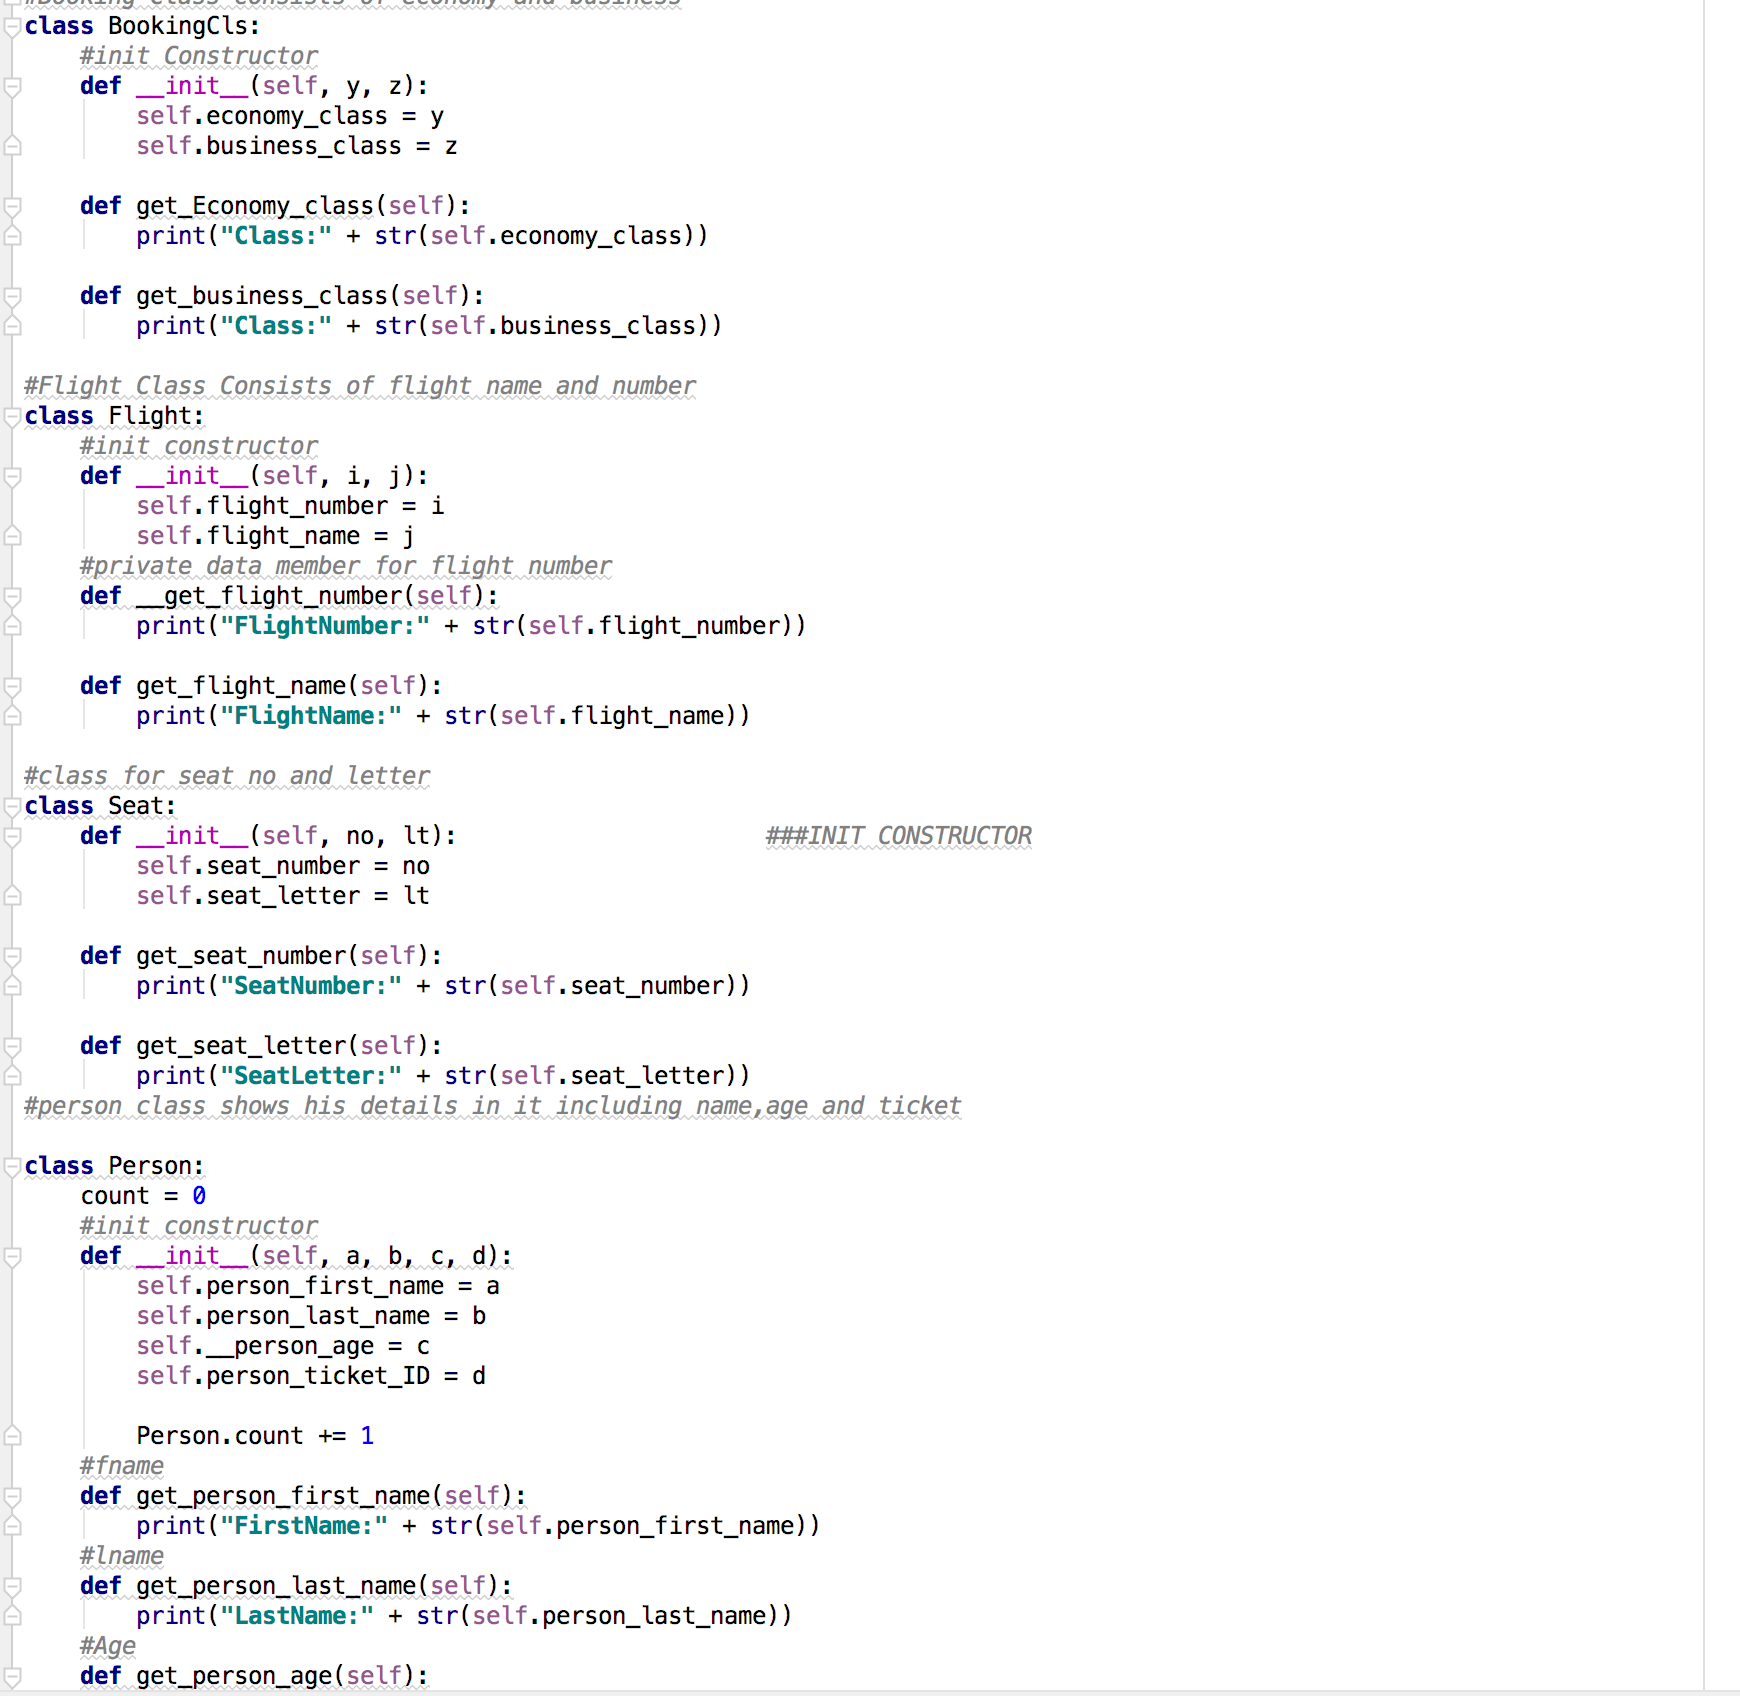 #Booking Class consists of economy and business
class BookingCls:
    #init Constructor
    def __init__(self, y, z):
        self.economy_class = y
        self.business_class = z

    def get_Economy_class(self):
        print("Class:" + str(self.economy_class))

    def get_business_class(self):
        print("Class:" + str(self.business_class))

#Flight Class Consists of flight name and number
class Flight:
    #init constructor
    def __init__(self, i, j):
        self.flight_number = i
        self.flight_name = j
    #private data member for flight number
    def __get_flight_number(self):
        print("FlightNumber:" + str(self.flight_number))

    def get_flight_name(self):
        print("FlightName:" + str(self.flight_name))

#class for seat no and letter
class Seat:
    def __init__(self, no, lt):                      ###INIT CONSTRUCTOR
        self.seat_number = no
        self.seat_letter = lt

    def get_seat_number(self):
        print("SeatNumber:" + str(self.seat_number))

    def get_seat_letter(self):
        print("SeatLetter:" + str(self.seat_letter))
#person class shows his details in it including name,age and ticket

class Person:
    count = 0
    #init constructor
    def __init__(self, a, b, c, d):
        self.person_first_name = a
        self.person_last_name = b
        self.__person_age = c
        self.person_ticket_ID = d

        Person.count += 1
    #fname
    def get_person_first_name(self):
        print("FirstName:" + str(self.person_first_name))
    #lname
    def get_person_last_name(self):
        print("LastName:" + str(self.person_last_name))
    #Age
    def get_person_age(self):